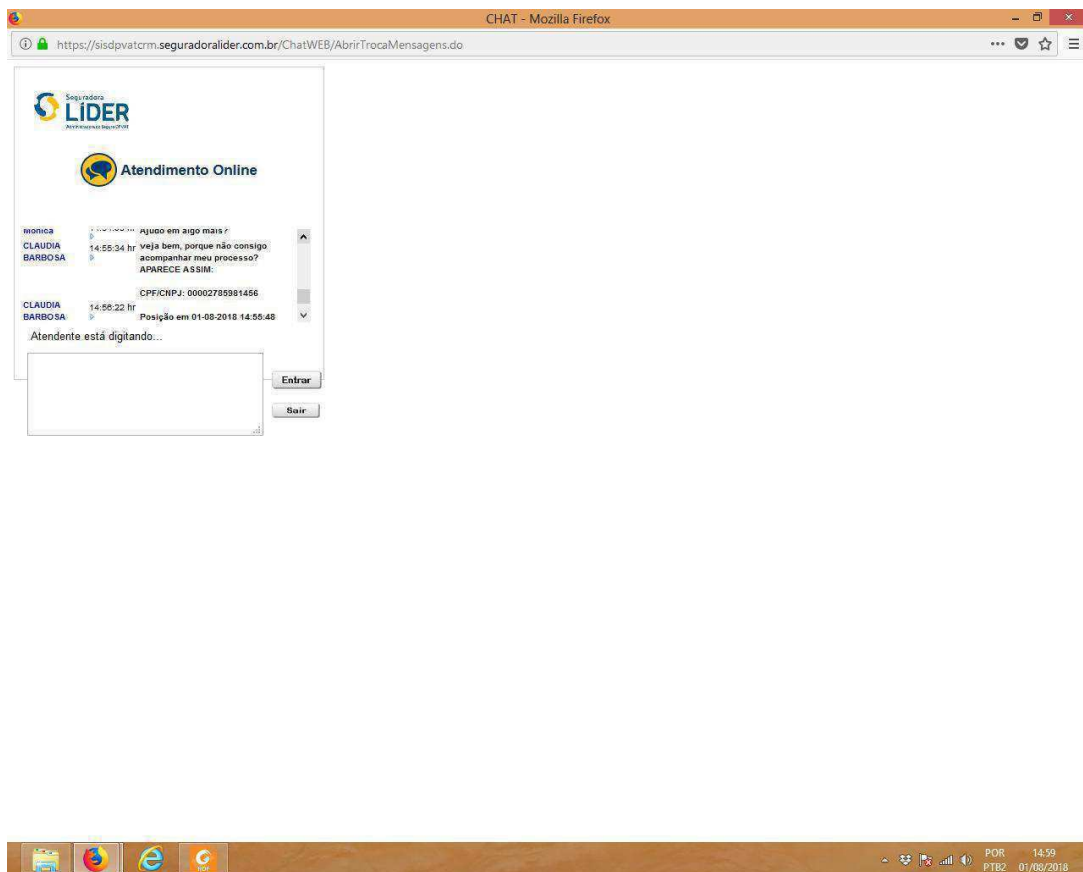 CHAT - Mozilla Firefox
https://sisdpvatcrm.seguradoralider.com.br/ChatWEB/AbrirTrocaMensagens.do
Seguradora
LÍDER
Atendimento Online
Monica Ajudo em algo mais?
CLAUDIA BARBOSA 14:55:34 hr veja bem, porque não consigo
acompanhar meu processo?
APARECE ASSIM:
CPF/CNPJ: 00002785981456
CLAUDIA BARBOSA 14:56:22 hr
Posição em 01-08-2018 14:55:48
Atendente está digitando...
Entrar
Sair
POR 14:59
PTB2 01/08/2018